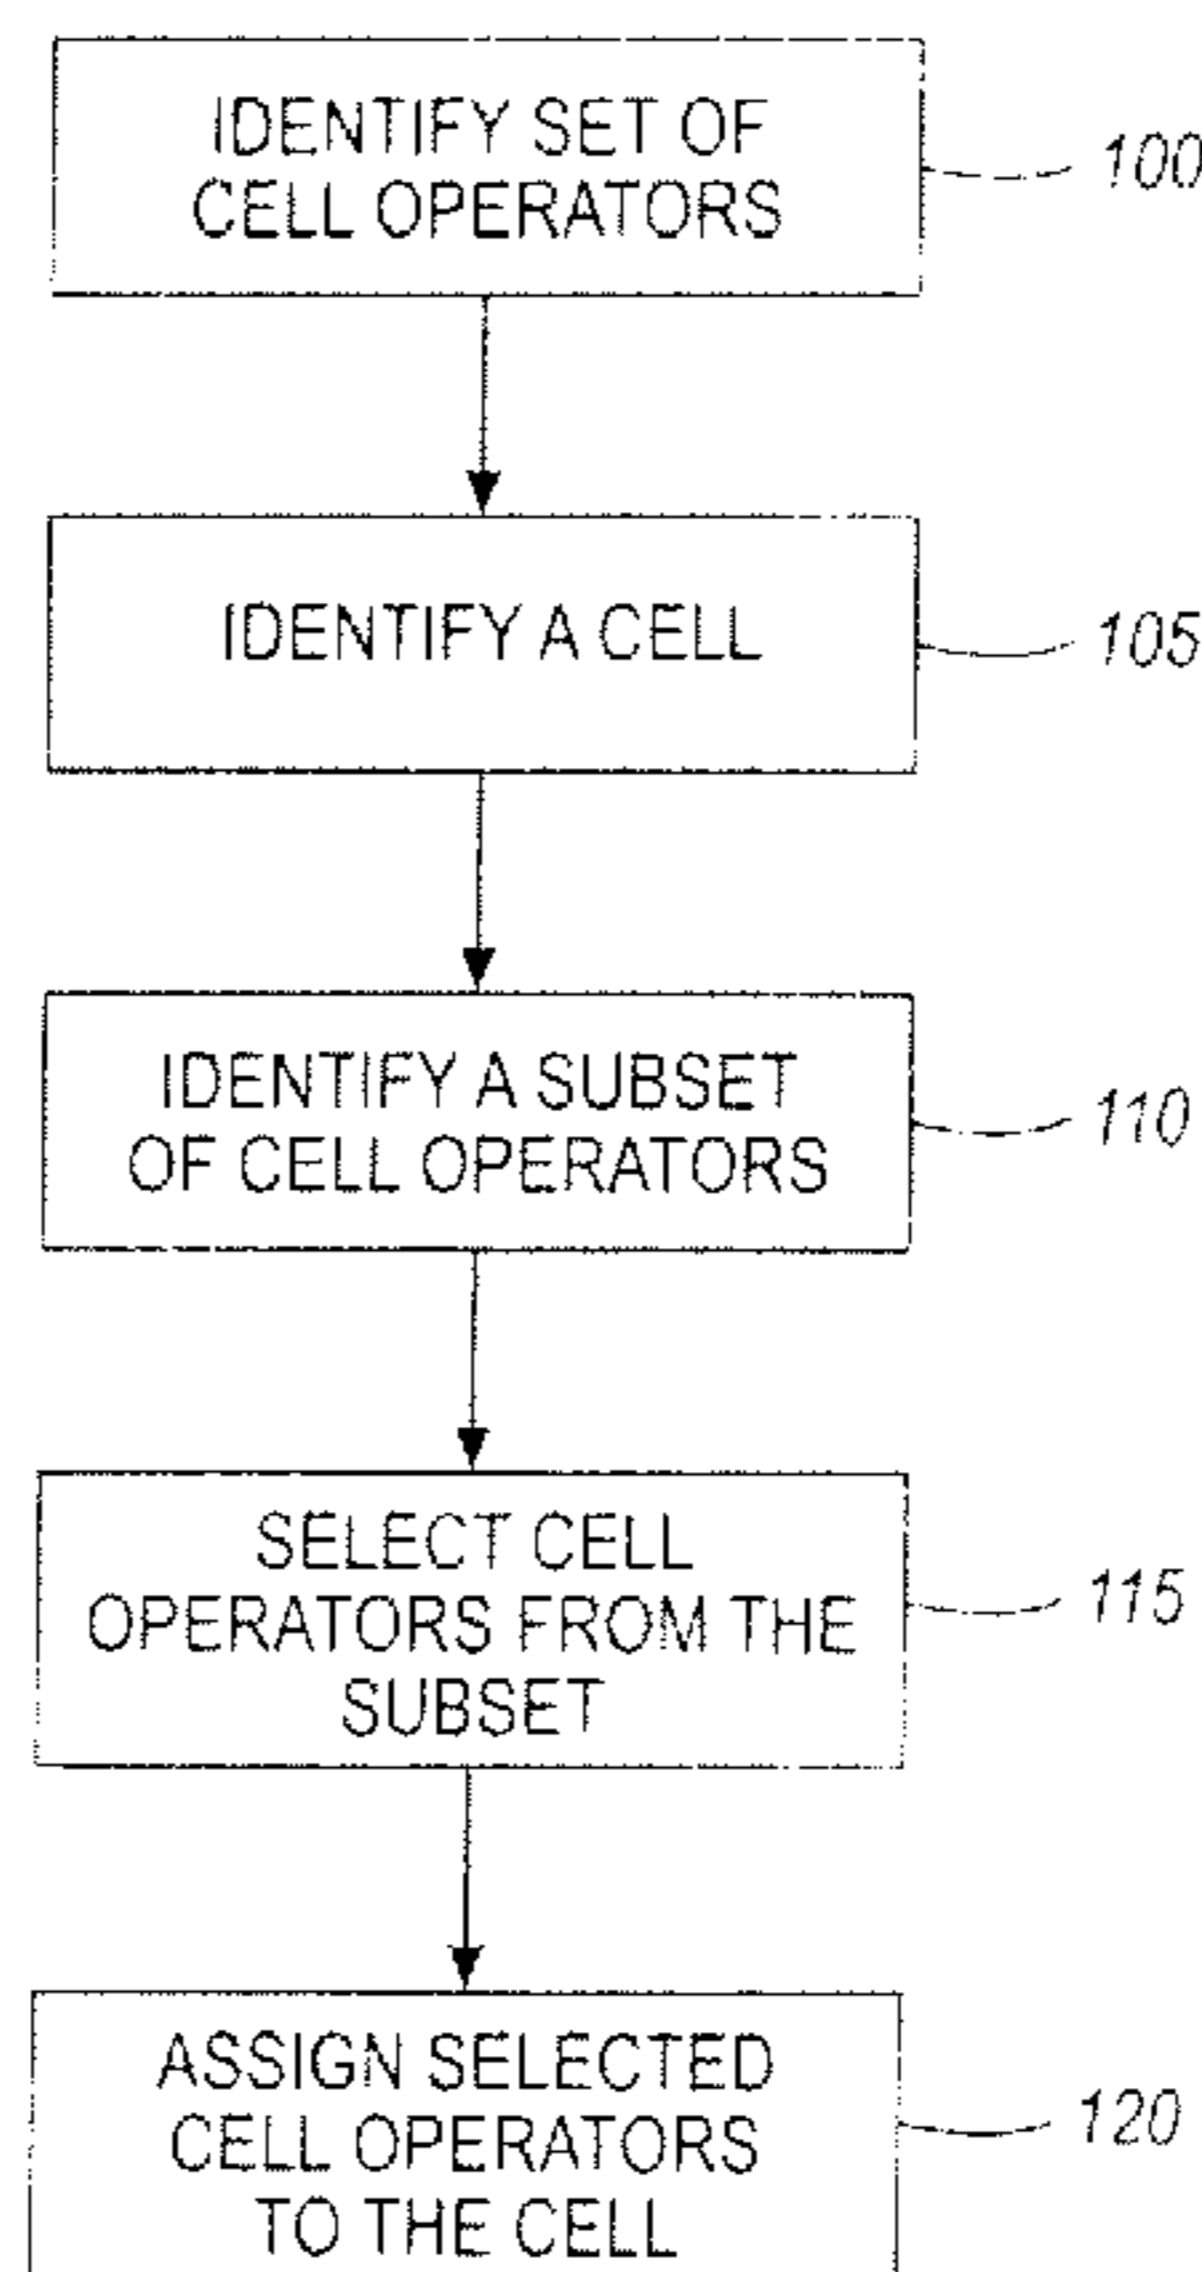 IDENTIFY SET OF
CELL OPERATORS
100
IDENTIFY A CELL
105
IDENTIFY A SUBSET
OF CELL OPERATORS
110
SELECT CELL
OPERATORS FROM THE
SUBSET
115
ASSIGN SELECTED
CELL OPERATORS
TO THE CELL
120